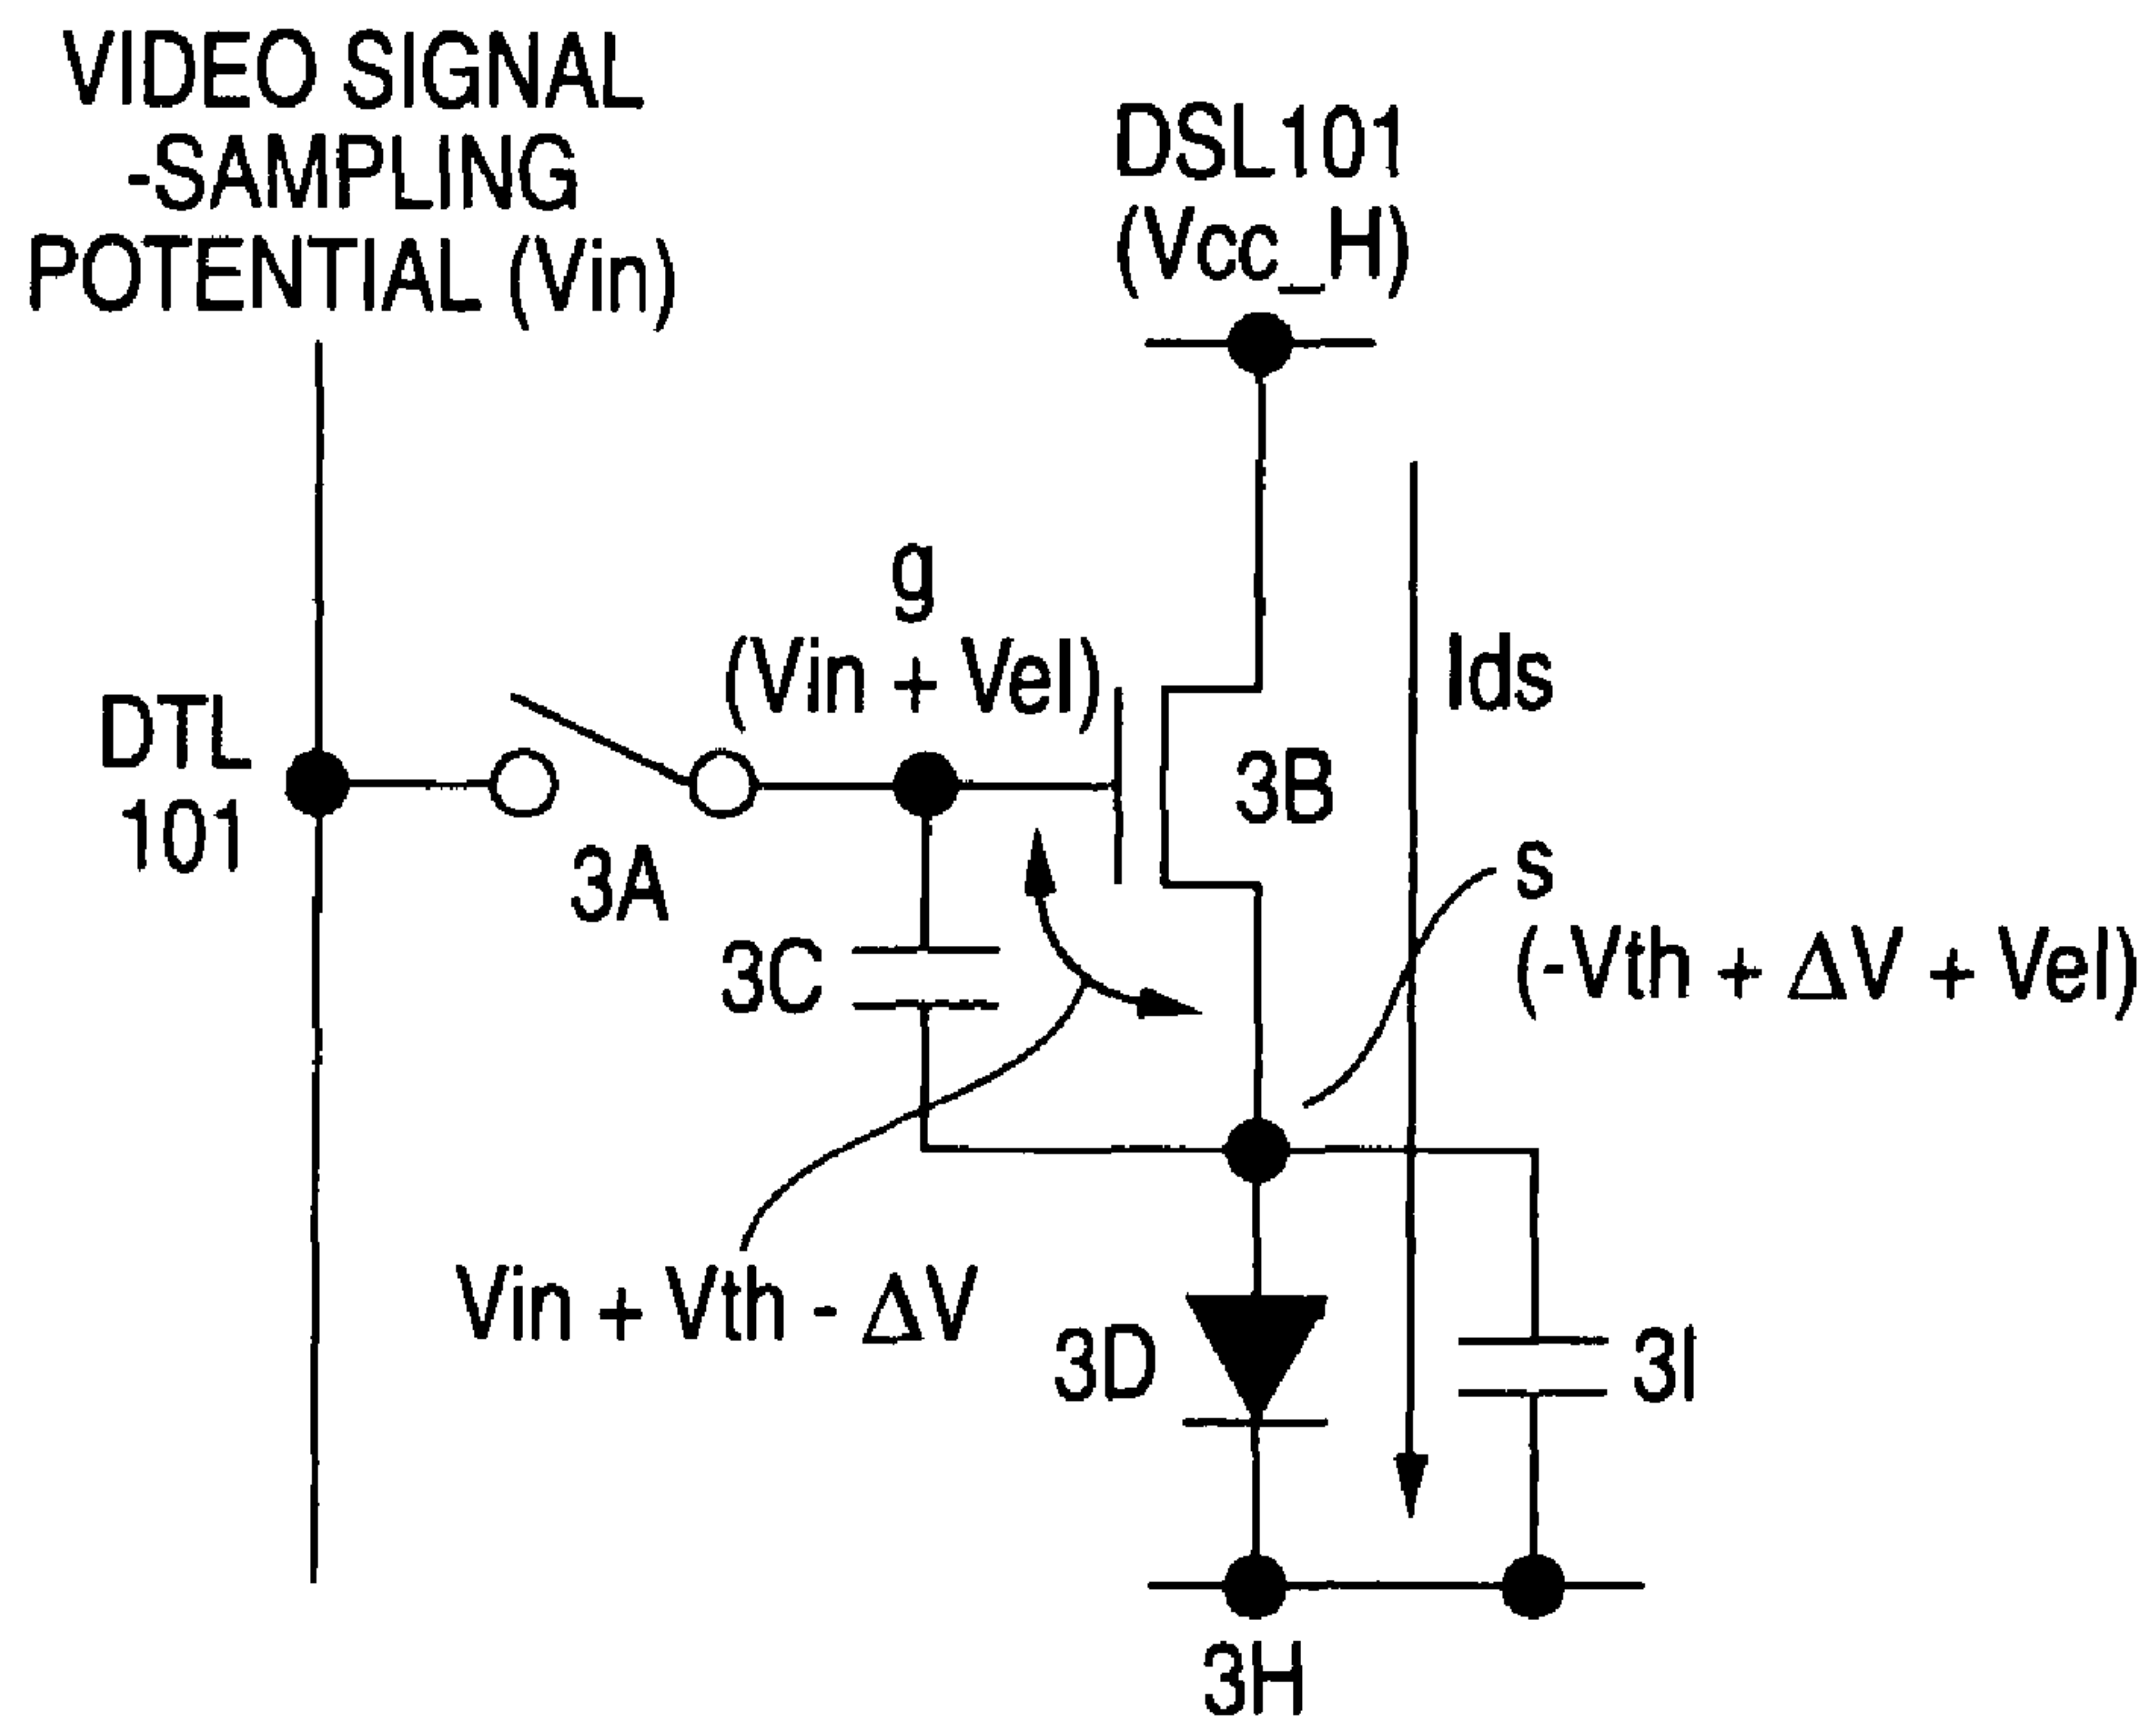 VIDEO SIGNAL
-SAMPLING
POTENTIAL (Vin)
DSL101
(Vcc_H)
g
(Vin + Vel)
Ids
DTL
101
3A
3B
3C
s
(-Vth + ΔV + Vel)
Vin + Vth - ΔV
3D
3I
3H